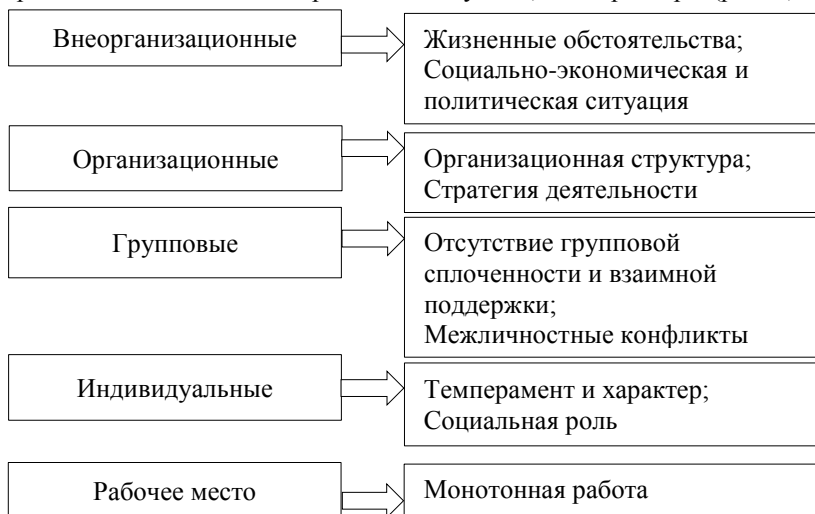 Внеорганизационные
Жизненные обстоятельства;
Социально-экономическая и
политическая ситуация
Организационные
Организационная структура;
Стратегия деятельности
Групповые
Отсутствие групповой
сплоченности и взаимной
поддержки;
Межличностные конфликты
Индивидуальные
Темперамент и характер;
Социальная роль
Рабочее место
Монотонная работа